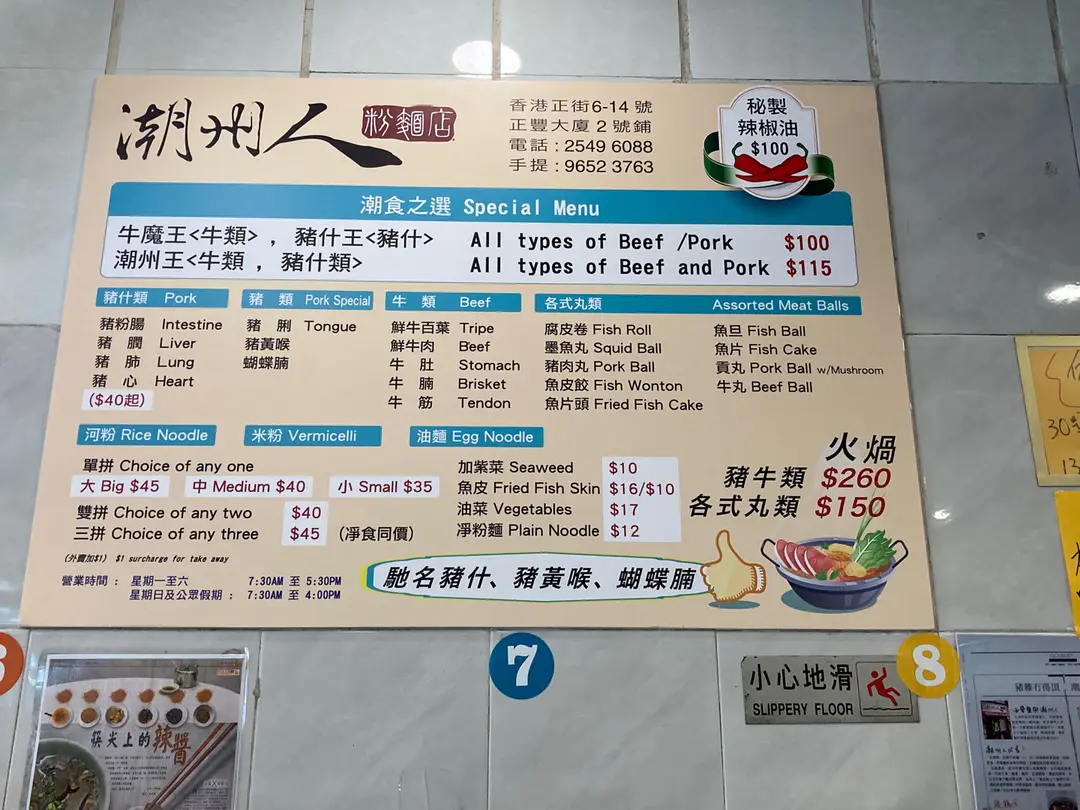 潮州人 粉麵店
香港正街6-14 號
正豐大廈 2 號鋪
電話 : 2549 6088
手提 : 9652 3763
秘製
辣椒油
$100
潮食之選 Special Menu
牛魔王<牛類> , 豬什王<豬什> All types of Beef /Pork $100
潮州王<牛類 , 豬什類> All types of Beef and Pork $115
豬什類 Pork
豬粉腸 Intestine
豬 膶 Liver
豬 肺 Lung
豬 心 Heart
($40起)
豬 類 Pork Special
豬 脷 Tongue
豬黃喉
蝴蝶腩
牛 類 Beef
鮮牛百葉 Tripe
鮮牛肉 Beef
牛 肚 Stomach
牛 腩 Brisket
牛 筋 Tendon
各式丸類 Assorted Meat Balls
腐皮卷 Fish Roll
墨魚丸 Squid Ball
豬肉丸 Pork Ball
魚皮餃 Fish Wonton
魚片頭 Fried Fish Cake
魚旦 Fish Ball
魚片 Fish Cake
貢丸 Pork Ball w/Mushroom
牛丸 Beef Ball
河粉 Rice Noodle
米粉 Vermicelli
油麵 Egg Noodle
單拼 Choice of any one
大 Big $45 中 Medium $40 小 Small $35
雙拼 Choice of any two $40
三拼 Choice of any three $45 (凈食同價)
(外賣加$1) $1 surcharge for take away
營業時間 : 星期一至六 7:30AM 至 5:30PM
星期日及公眾假期 : 7:30AM 至 4:00PM
加紫菜 Seaweed $10
魚皮 Fried Fish Skin $16/$10
油菜 Vegetables $17
凈粉麵 Plain Noodle $12
火煱
豬牛類 $260
各式丸類 $150
馳名豬什、豬黃喉、蝴蝶腩
7
8
小心地滑
SLIPPERY FLOOR
筷尖上的辣醬